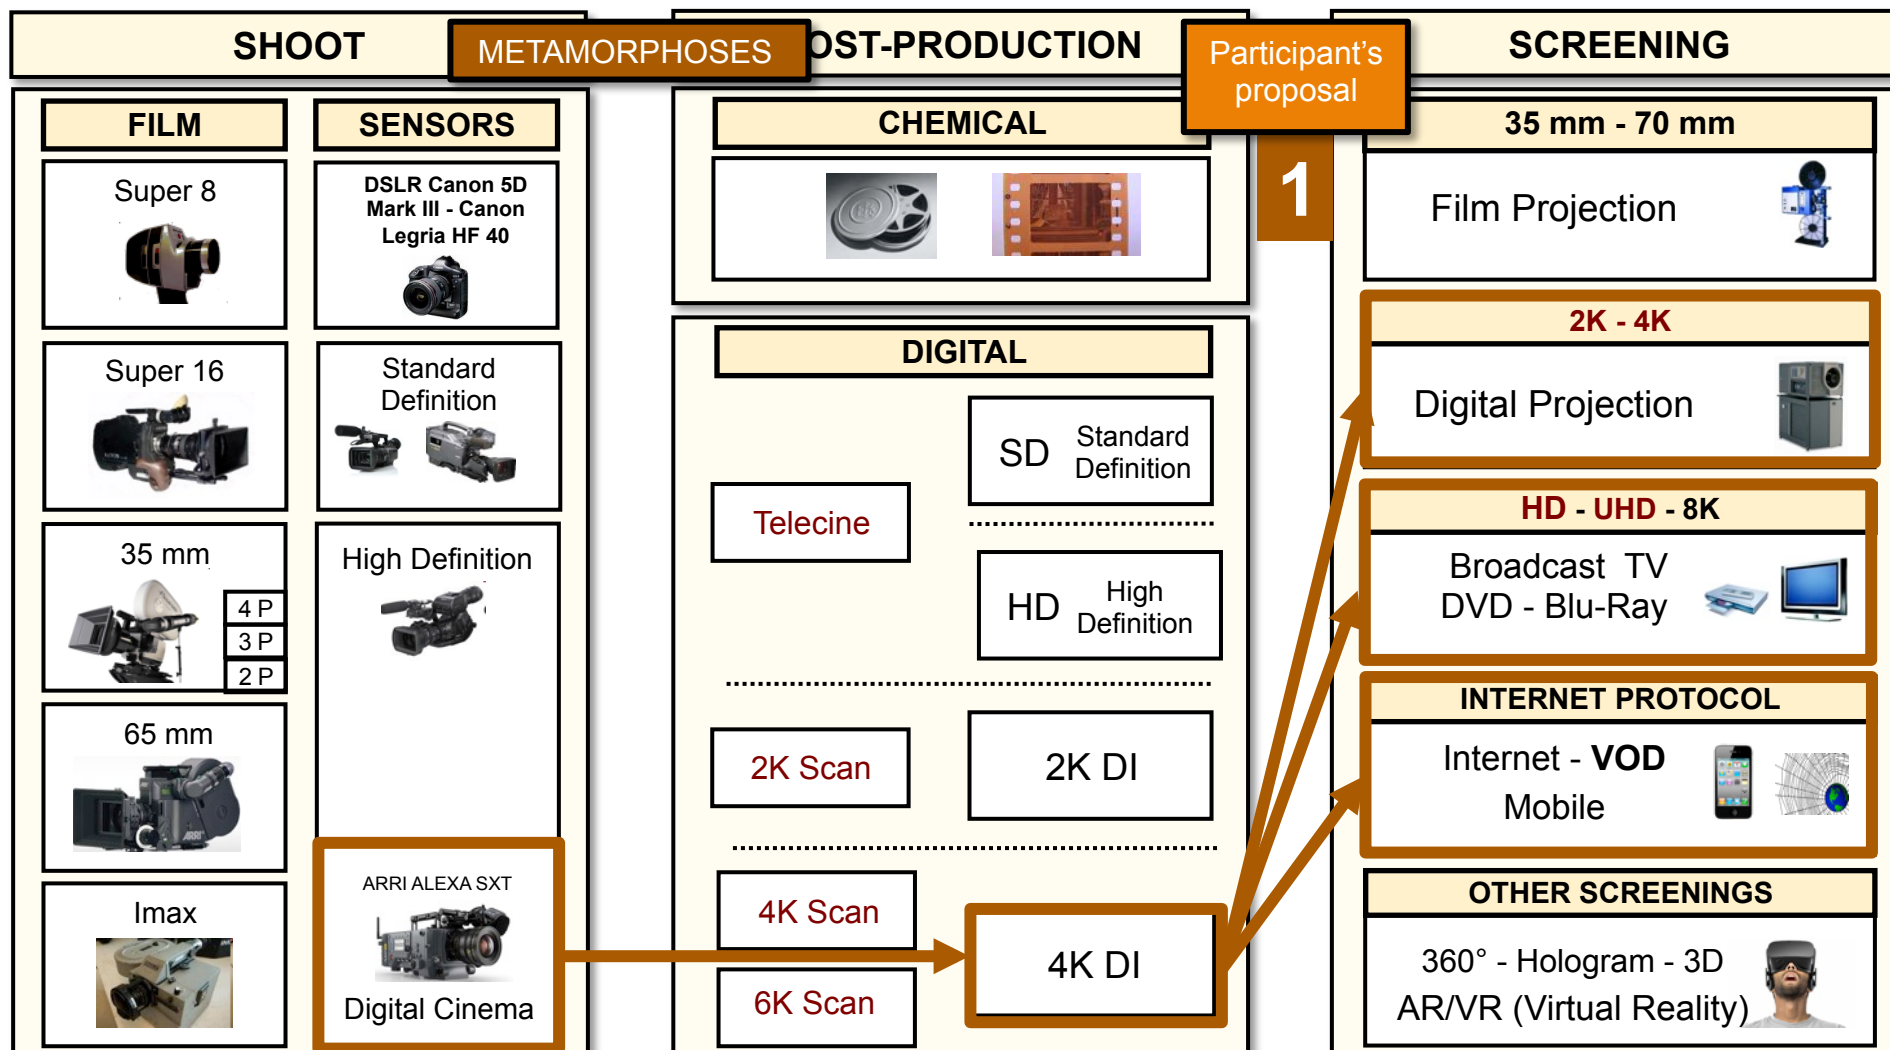 SHOOT
METAMORPHOSES
OST-PRODUCTION
Participant's
proposal
SCREENING
FILM
SENSORS
Super 8
DSLR Canon 5D
Mark III - Canon
Legria HF 40
Super 16
Standard
Definition
35 mm
4 P
3 P
2 P
High Definition
65 mm
ARRI
Imax
ARRI ALEXA SXT
Digital Cinema
CHEMICAL
1
DIGITAL
SD Standard
Definition
Telecine
HD High
Definition
2K Scan
2K DI
4K Scan
4K DI
6K Scan
35 mm - 70 mm
Film Projection
2K - 4K
Digital Projection
HD - UHD - 8K
Broadcast TV
DVD - Blu-Ray
INTERNET PROTOCOL
Internet - VOD
Mobile
OTHER SCREENINGS
360° - Hologram - 3D
AR/VR (Virtual Reality)